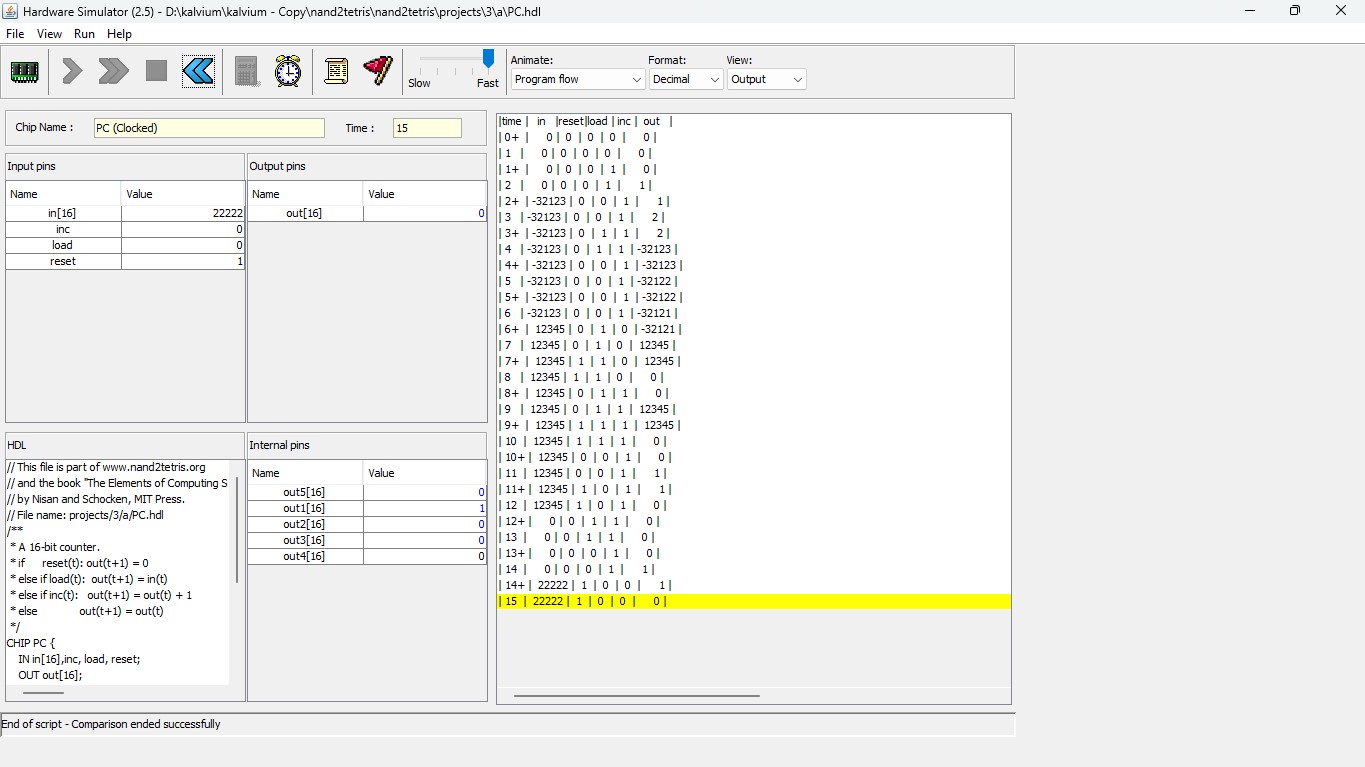 Hardware Simulator (2.5) - D:\kalvium\kalvium - Copy\nand2tetris\nand2tetris\projects\3\a\PC.hdl
File View Run Help
Slow Fast
Animate: Format: View:
Program flow Decimal Output
Chip Name : PC (Clocked) Time : 15
Input pins
Name Value
in[16] 22222
inc 0
load 0
reset 1
Output pins
Name Value
out[16] 0
HDL
// This file is part of www.nand2tetris.org
// and the book "The Elements of Computing S
// by Nisan and Schocken, MIT Press.
// File name: projects/3/a/PC.hdl
/**
* A 16-bit counter.
* if reset(t): out(t+1) = 0
* else if load(t): out(t+1) = in(t)
* else if inc(t): out(t+1) = out(t) + 1
* else out(t+1) = out(t)
*/
CHIP PC {
IN in[16],inc, load, reset;
OUT out[16];
Internal pins
Name Value
out5[16] 0
out1[16] 1
out2[16] 0
out3[16] 0
out4[16] 0
|time | in |reset|load | inc | out |
| 0+ | 0 | 0 | 0 | 0 | 0 |
| 1 | 0 | 0 | 0 | 0 | 0 |
| 1+ | 0 | 0 | 0 | 1 | 0 |
| 2 | 0 | 0 | 0 | 1 | 1 |
| 2+ | -32123 | 0 | 0 | 1 | 1 |
| 3 | -32123 | 0 | 0 | 1 | 2 |
| 3+ | -32123 | 0 | 1 | 1 | 2 |
| 4 | -32123 | 0 | 1 | 1 | -32123 |
| 4+ | -32123 | 0 | 0 | 1 | -32123 |
| 5 | -32123 | 0 | 0 | 1 | -32122 |
| 5+ | -32123 | 0 | 0 | 1 | -32122 |
| 6 | -32123 | 0 | 0 | 1 | -32121 |
| 6+ | 12345 | 0 | 1 | 0 | -32121 |
| 7 | 12345 | 0 | 1 | 0 | 12345 |
| 7+ | 12345 | 1 | 1 | 0 | 12345 |
| 8 | 12345 | 1 | 1 | 0 | 0 |
| 8+ | 12345 | 0 | 1 | 1 | 0 |
| 9 | 12345 | 0 | 1 | 1 | 12345 |
| 9+ | 12345 | 1 | 1 | 1 | 12345 |
| 10 | 12345 | 1 | 1 | 1 | 0 |
| 10+ | 12345 | 0 | 0 | 1 | 0 |
| 11 | 12345 | 0 | 0 | 1 | 1 |
| 11+ | 12345 | 1 | 0 | 1 | 1 |
| 12 | 12345 | 1 | 0 | 1 | 0 |
| 12+ | 0 | 0 | 1 | 1 | 0 |
| 13 | 0 | 0 | 1 | 1 | 0 |
| 13+ | 0 | 0 | 0 | 1 | 0 |
| 14 | 0 | 0 | 0 | 1 | 1 |
| 14+ | 22222 | 1 | 0 | 0 | 1 |
| 15 | 22222 | 1 | 0 | 0 | 0 |
End of script - Comparison ended successfully